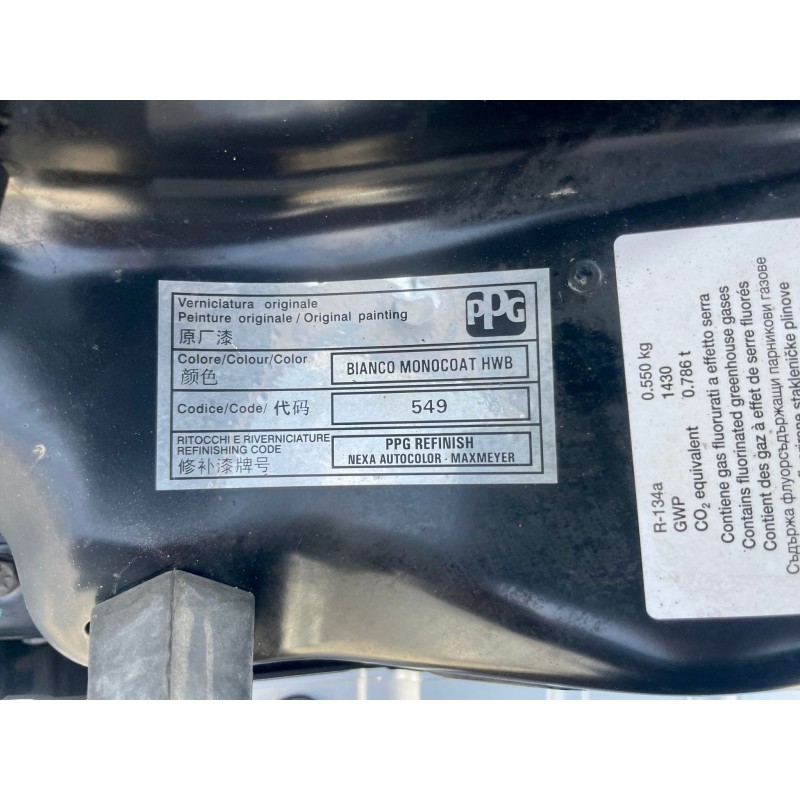 Verniciatura originale
Peinture originale / Original painting
原厂漆
PPG
Colore/Colour/Color
颜色
BIANCO MONOCOAT HWB
Codice/Code/ 代码
549
RITOCCHI E RIVERNICIATURE
REFINISHING CODE
修补漆牌号
PPG REFINISH
NEXA AUTOCOLOR - MAXMEYER
R-134a 0.550 kg
GWP 1430
CO2 equivalent 0.786 t
Contiene gas fluorurati a effetto serra
Contains fluorinated greenhouse gases
Contient des gaz à effet de serre fluorés
Съдържа флуорсъдържащи парникови газове
stakleničke plinove